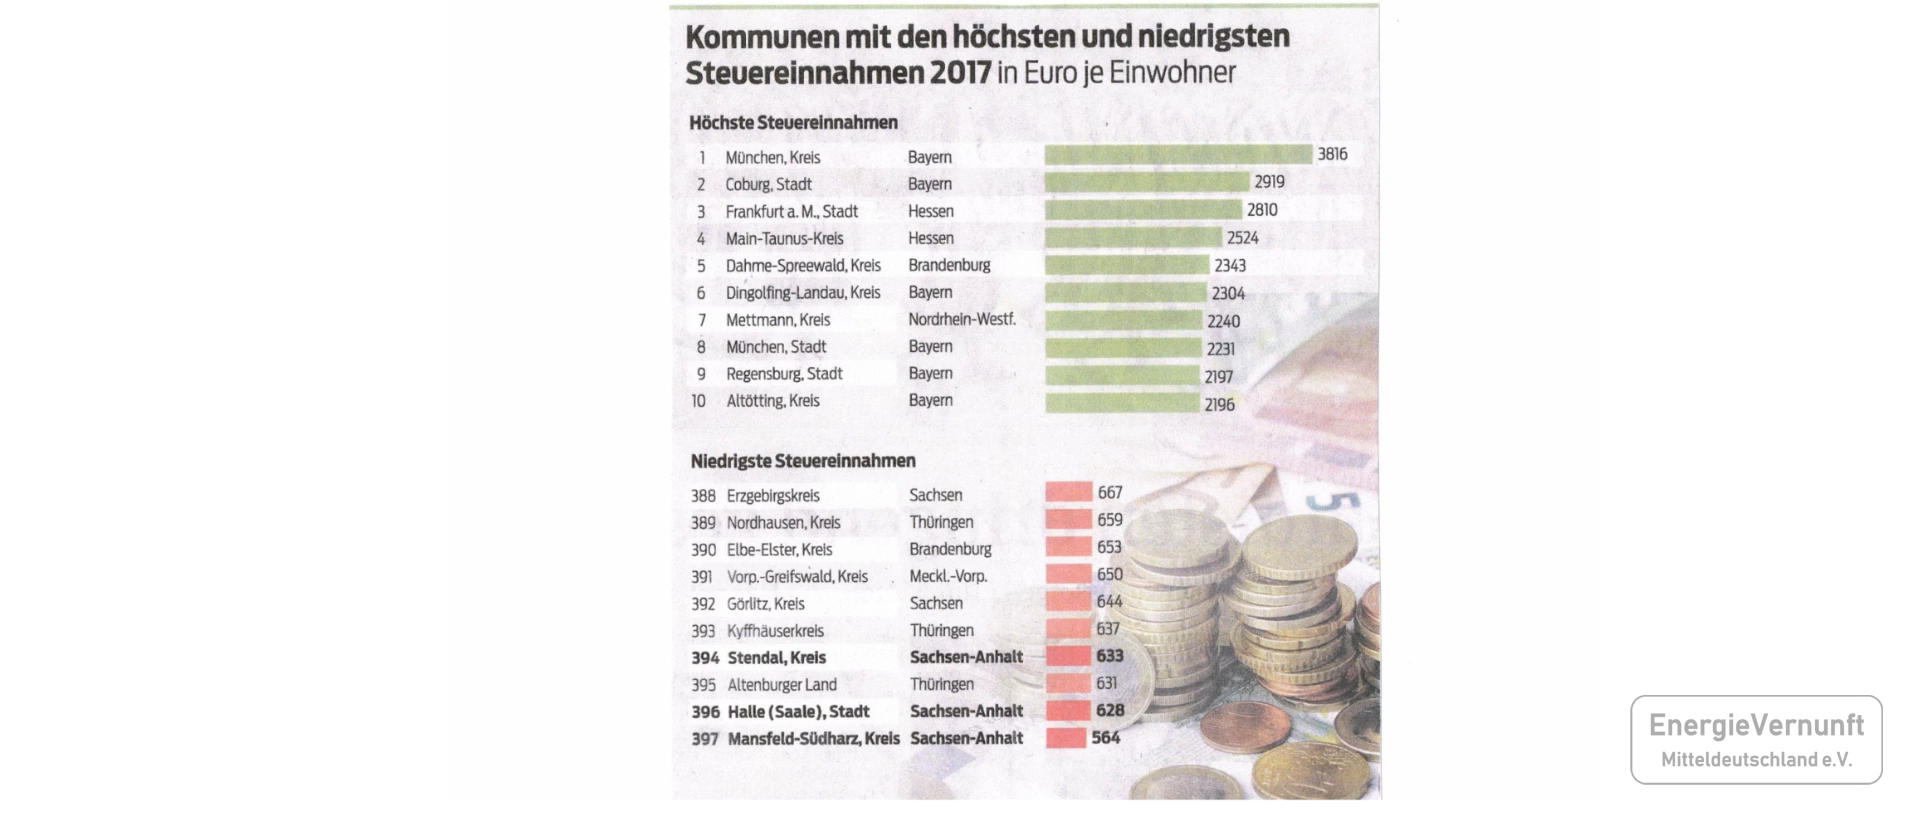 Kommunen mit den höchsten und niedrigsten
Steuereinnahmen 2017 in Euro je Einwohner
Höchste Steuereinnahmen
1 München, Kreis Bayern 3816
2 Coburg, Stadt Bayern 2919
3 Frankfurt a. M., Stadt Hessen 2810
4 Main-Taunus-Kreis Hessen 2524
5 Dahme-Spreewald, Kreis Brandenburg 2343
6 Dingolfing-Landau, Kreis Bayern 2304
7 Mettmann, Kreis Nordrhein-Westf. 2240
8 München, Stadt Bayern 2231
9 Regensburg, Stadt Bayern 2197
10 Altötting, Kreis Bayern 2196
Niedrigste Steuereinnahmen
388 Erzgebirgskreis Sachsen 667
389 Nordhausen, Kreis Thüringen 659
390 Elbe-Elster, Kreis Brandenburg 653
391 Vorp.-Greifswald, Kreis Meckl.-Vorp. 650
392 Görlitz, Kreis Sachsen 644
393 Kyffhäuserkreis Thüringen 637
394 Stendal, Kreis Sachsen-Anhalt 633
395 Altenburger Land Thüringen 631
396 Halle (Saale), Stadt Sachsen-Anhalt 628
397 Mansfeld-Südharz, Kreis Sachsen-Anhalt 564
5
EnergieVernunft
Mitteldeutschland e.V.